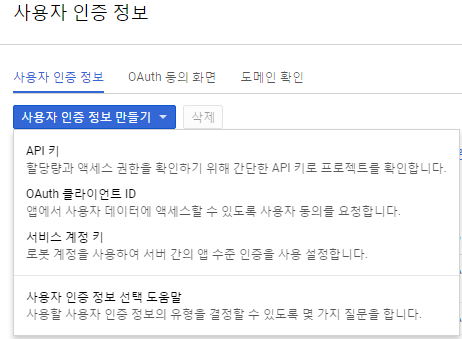 사용자 인증 정보
사용자 인증 정보 OAuth 동의 화면 도메인 확인
사용자 인증 정보 만들기 삭제
API 키
할당량과 액세스 권한을 확인하기 위해 간단한 API 키로 프로젝트를 확인합니다.
OAuth 클라이언트 ID
앱에서 사용자 데이터에 액세스할 수 있도록 사용자 동의를 요청합니다.
서비스 계정 키
로봇 계정을 사용하여 서버 간의 앱 수준 인증을 사용 설정합니다.
사용자 인증 정보 선택 도움말
사용할 사용자 인증 정보의 유형을 결정할 수 있도록 몇 가지 질문을 합니다.